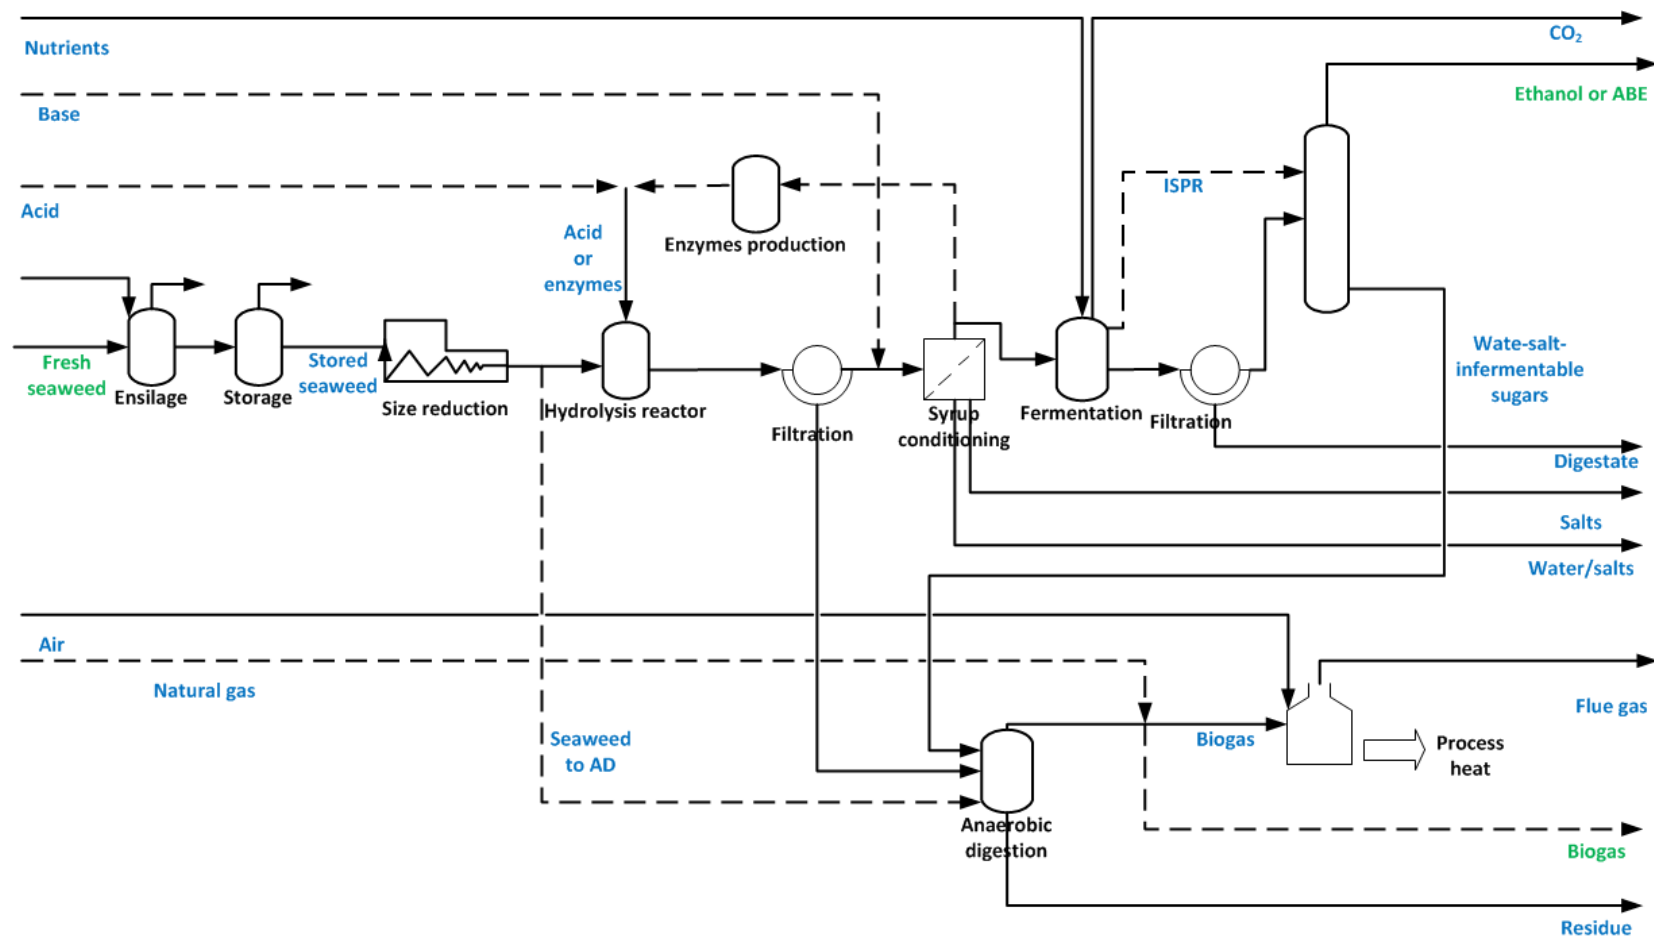 Nutrients
CO₂
Ethanol or ABE
Base
ISPR
Acid
Acid
or
enzymes
Enzymes production
Fresh
seaweed
Ensilage
Storage
Stored
seaweed
Size reduction
Hydrolysis reactor
Filtration
Syrup
conditioning
Fermentation
Filtration
Wate-salt-
infermentable
sugars
Digestate
Salts
Water/salts
Air
Natural gas
Seaweed
to AD
Biogas
Flue gas
Process
heat
Anaerobic
digestion
Biogas
Residue